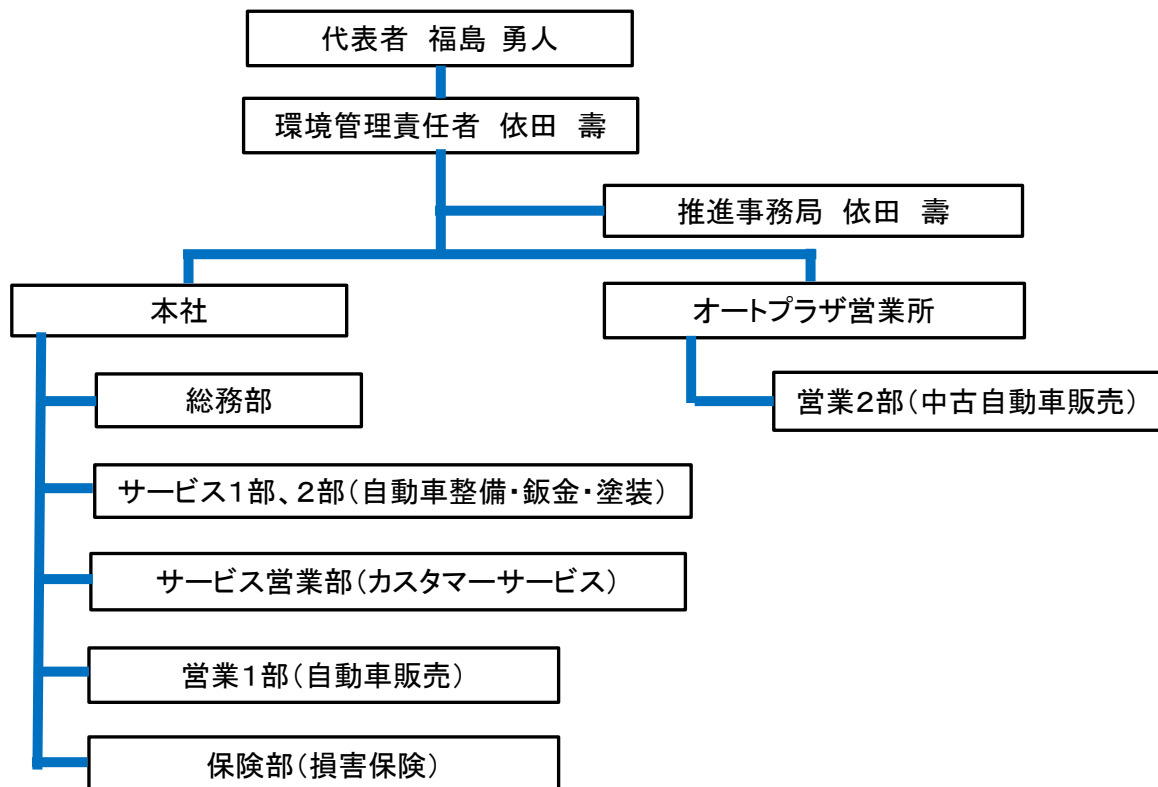 代表者 福島 勇人
環境管理責任者 依田 壽
推進事務局 依田 壽
本社
オートプラザ営業所
総務部
営業2部(中古自動車販売)
サービス1部、2部(自動車整備・鈑金・塗装)
サービス営業部(カスタマーサービス)
営業1部(自動車販売)
保険部(損害保険)